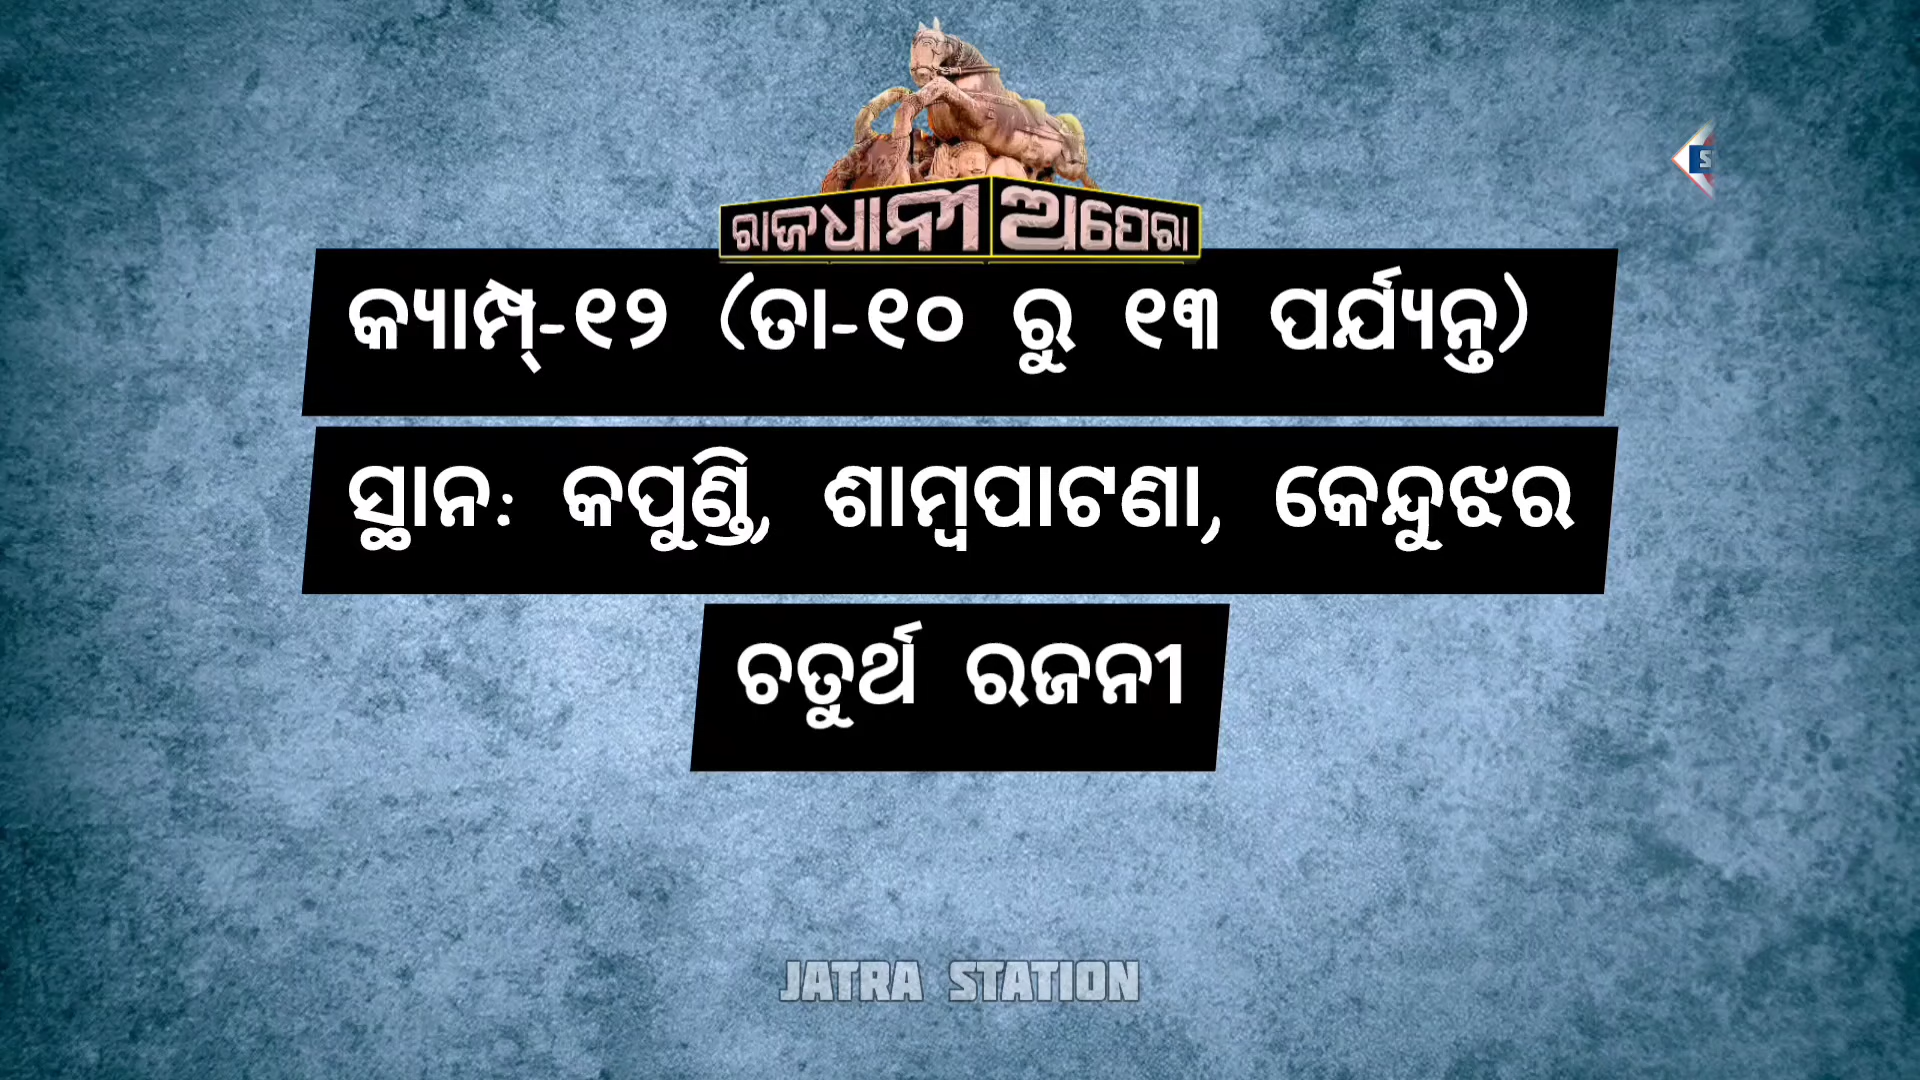 ରାଜଧାନୀ ଅପେରା
କ୍ୟାମ୍ପ୍-୧୨ (ତା-୧୦ ରୁ ୧୩ ପର୍ଯ୍ୟନ୍ତ)
ସ୍ଥାନ: କପୁଣ୍ଡି, ଶାମ୍ବପାଟଣା, କେନ୍ଦୁଝର
ଚତୁର୍ଥ ରଜନୀ
JATRA STATION